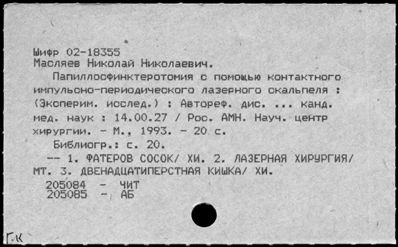 Шифр 02-18355
Масляев Николай Николаевич.
Папиллосфинктеротомия с помощью контактного
импульсно-периодического лазерного скальпеля :
(Эксперим. исслед.) : Автореф. дис. ... канд.
мед. наук : 14.00.27 / Рос. АМН. Науч. центр
хирургии. - М., 1993. - 20 с.
Библиогр.: с. 20.
-- 1. ФАТЕРОВ СОСОК/ ХИ. 2. ЛАЗЕРНАЯ ХИРУРГИЯ/
МТ. 3. ДВЕНАДЦАТИПЕРСТНАЯ КИШКА/ ХИ.
205084 - ЧИТ
205085 - АБ
Г.К